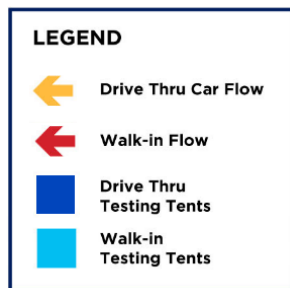 LEGEND
Drive Thru Car Flow
Walk-in Flow
Drive Thru
Testing Tents
Walk-in
Testing Tents